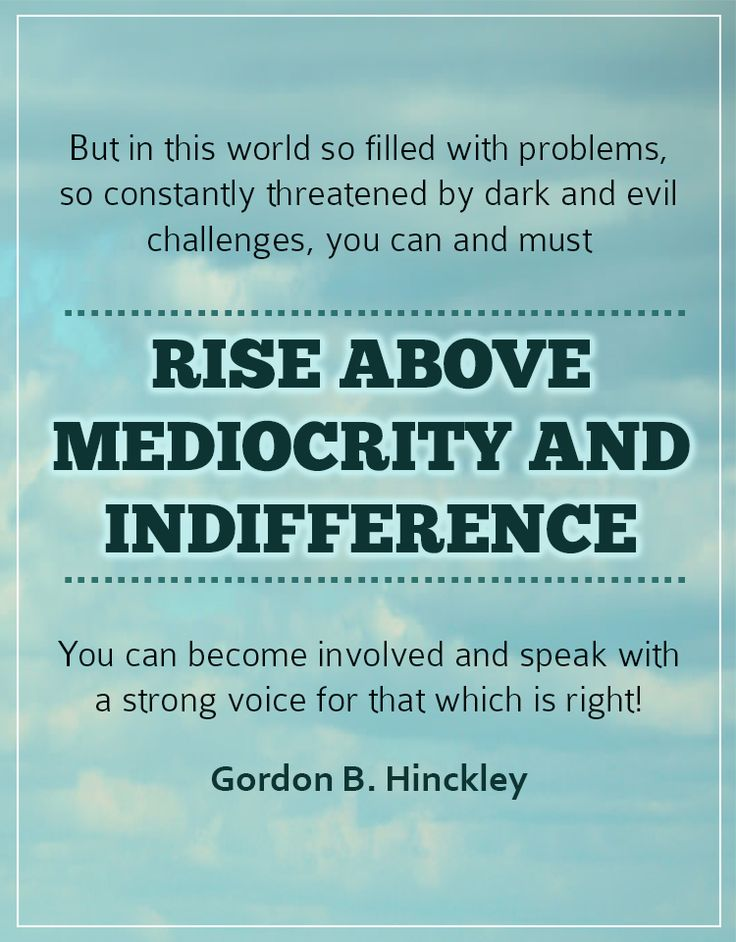 But in this world so filled with problems,
so constantly threatened by dark and evil
challenges, you can and must
RISE ABOVE
MEDIOCRITY AND
INDIFFERENCE
You can become involved and speak with
a strong voice for that which is right!
Gordon B. Hinckley